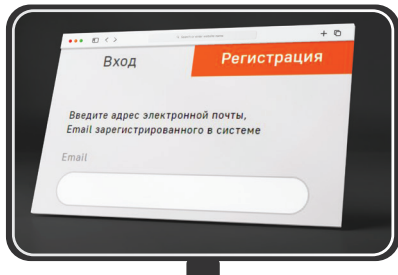 Вход
Регистрация
Введите адрес электронной почты,
Email зарегистрированного в системе
Email